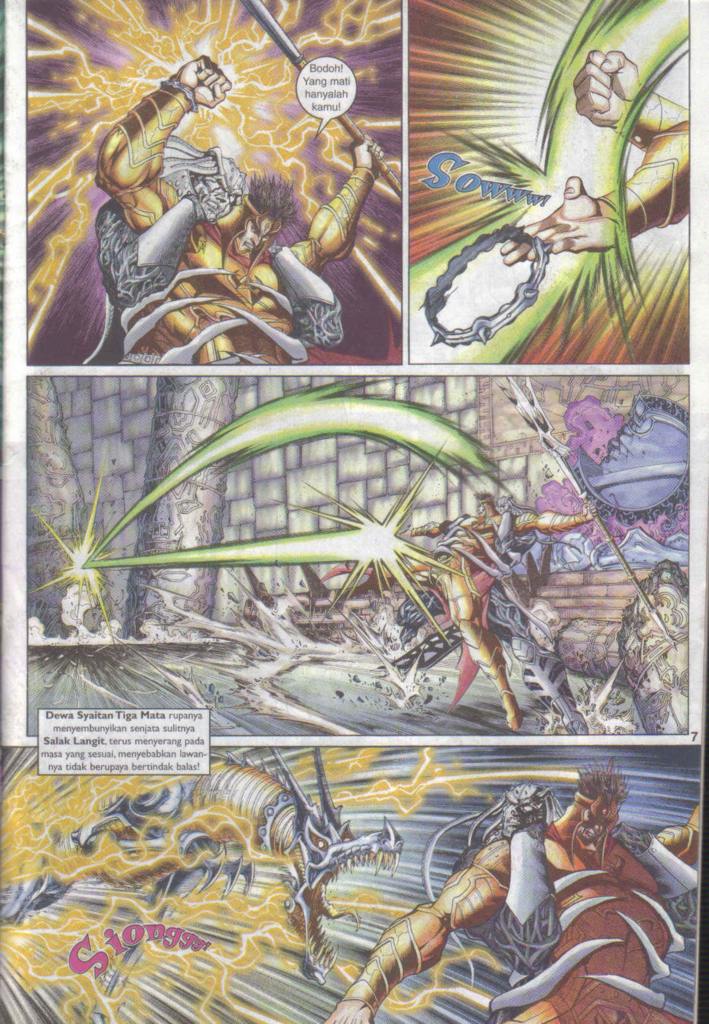 Bodoh!
Yang mati
hanyalah
kamu!
Sowww!
Dewa Syaitan Tiga Mata rupanya
menyembunyikan senjata sulitnya
Salak Langit, terus menyerang pada
masa yang sesuai, menyebabkan lawan-
nya tidak berupaya bertindak balas!
7
Sionggg!